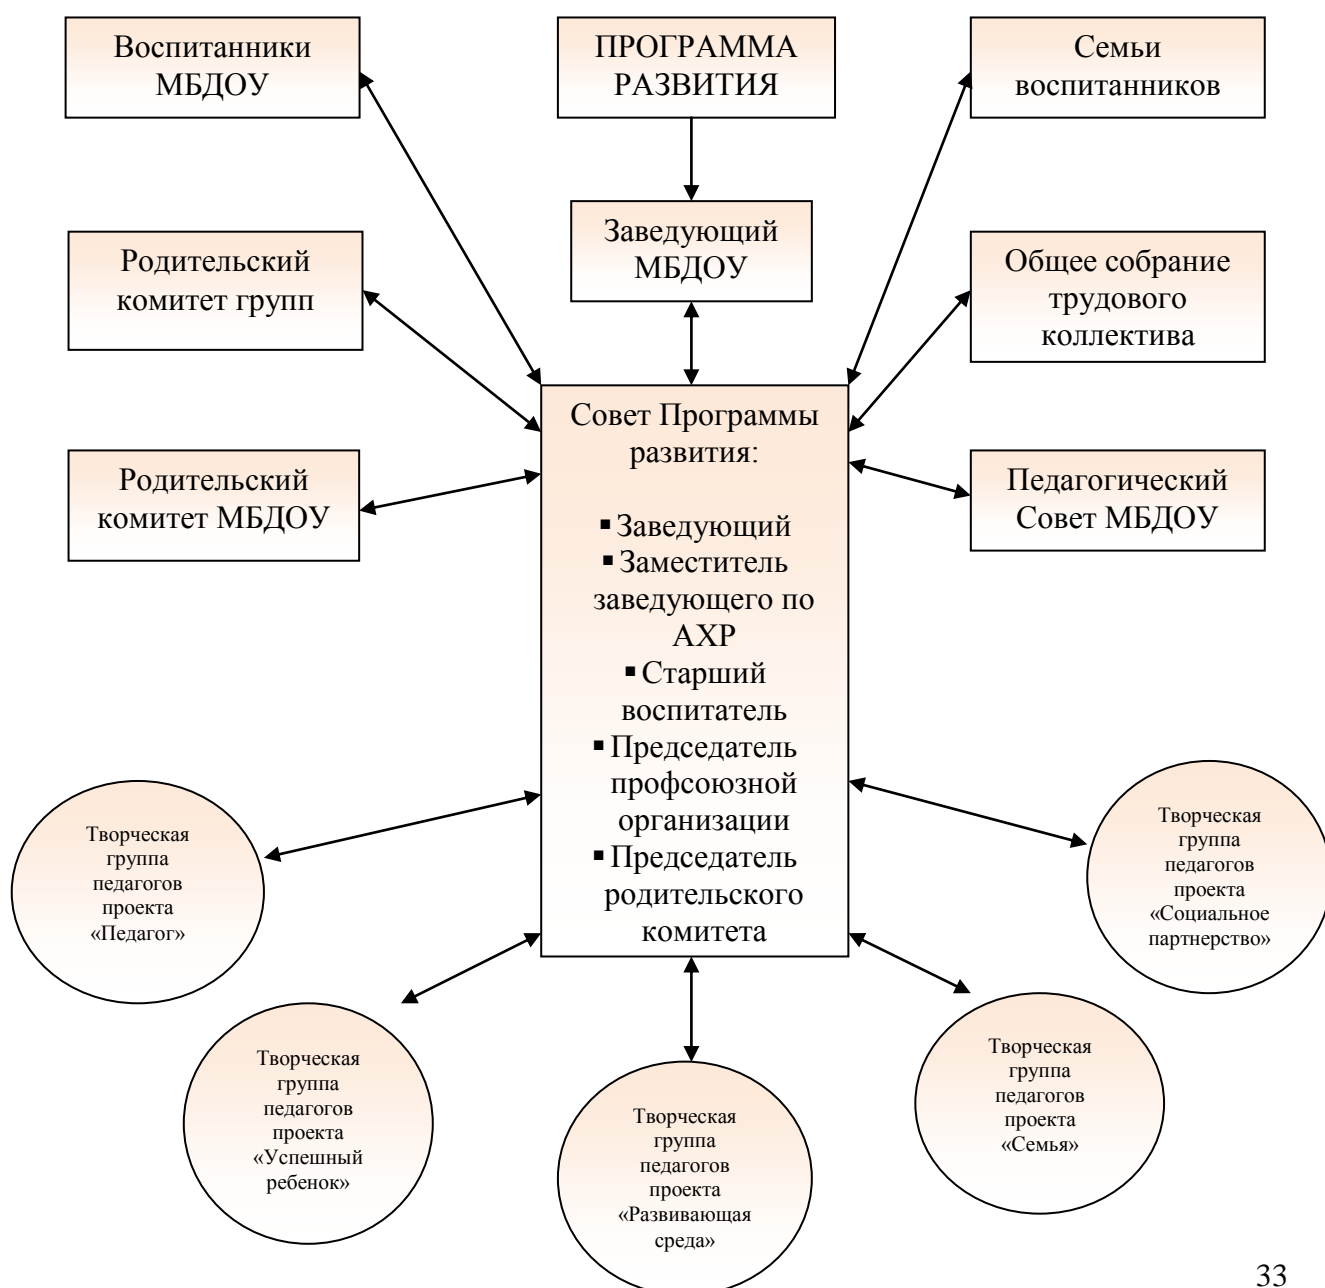 Воспитанники
МБДОУ
ПРОГРАММА
РАЗВИТИЯ
Семьи
воспитанников
Родительский
комитет групп
Заведующий
МБДОУ
Общее собрание
трудового
коллектива
Родительский
комитет МБДОУ
Совет Программы
развития:
▪ Заведующий
▪ Заместитель
заведующего по
АХР
▪ Старший
воспитатель
▪ Председатель
профсоюзной
организации
▪ Председатель
родительского
комитета
Педагогический
Совет МБДОУ
Творческая
группа
педагогов
проекта
«Педагог»
Творческая
группа
педагогов
проекта
«Успешный
ребенок»
Творческая
группа
педагогов
проекта
«Развивающая
среда»
Творческая
группа
педагогов
проекта
«Семья»
Творческая
группа
педагогов
проекта
«Социальное
партнерство»
33